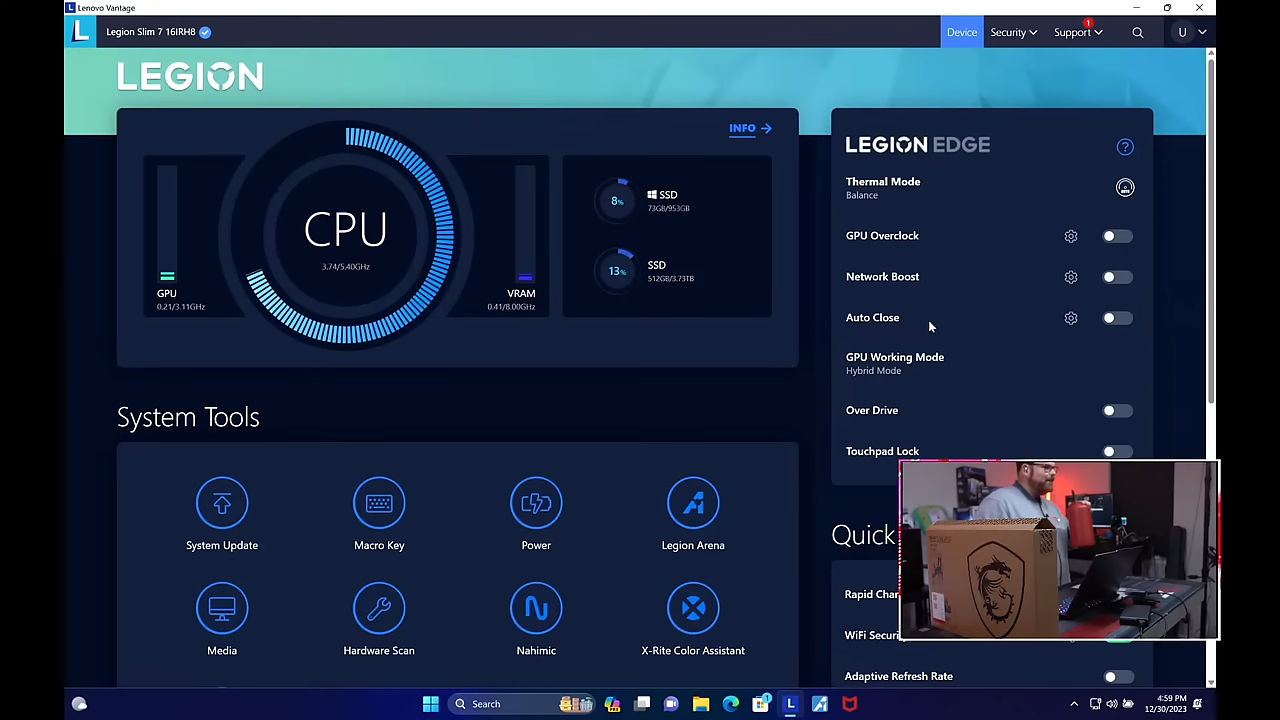 Lenovo Vantage
Legion Slim 7 16IRH8
Device
Security
Support
1
U
LEGION
INFO
CPU
3.74/5.40GHz
GPU
0.21/3.11GHz
VRAM
0.41/8.00GHz
8%
SSD
73GB/953GB
13%
SSD
512GB/3.73TB
LEGION EDGE
?
Thermal Mode
Balance
GPU Overclock
Network Boost
Auto Close
GPU Working Mode
Hybrid Mode
Over Drive
Touchpad Lock
System Tools
System Update
Macro Key
Power
Legion Arena
Media
Hardware Scan
Nahimic
X-Rite Color Assistant
Quick
Rapid Char
WiFi Secur
Adaptive Refresh Rate
Search
4:59 PM
12/30/2023